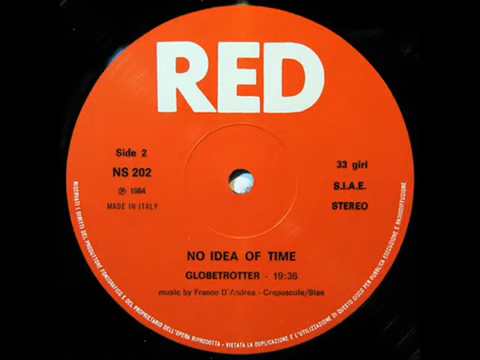 RED
Side 2
NS 202
℗ 1984
MADE IN ITALY
33 giri
S.I.A.E.
STEREO
NO IDEA OF TIME
GLOBETROTTER - 19:36
music by Franco D'Andrea - Crepuscule/Siae
RISERVATI I DIRITTI DEL PRODUTTORE FONOGRAFICO E DEL PROPRIETARIO DELL'OPERA RIPRODOTTA - VIETATA LA DUPLICAZIONE E L'UTILIZZAZIONE DI QUESTO DISCO PER PUBBLICA ESECUZIONE E RADIODIFFUSIONE